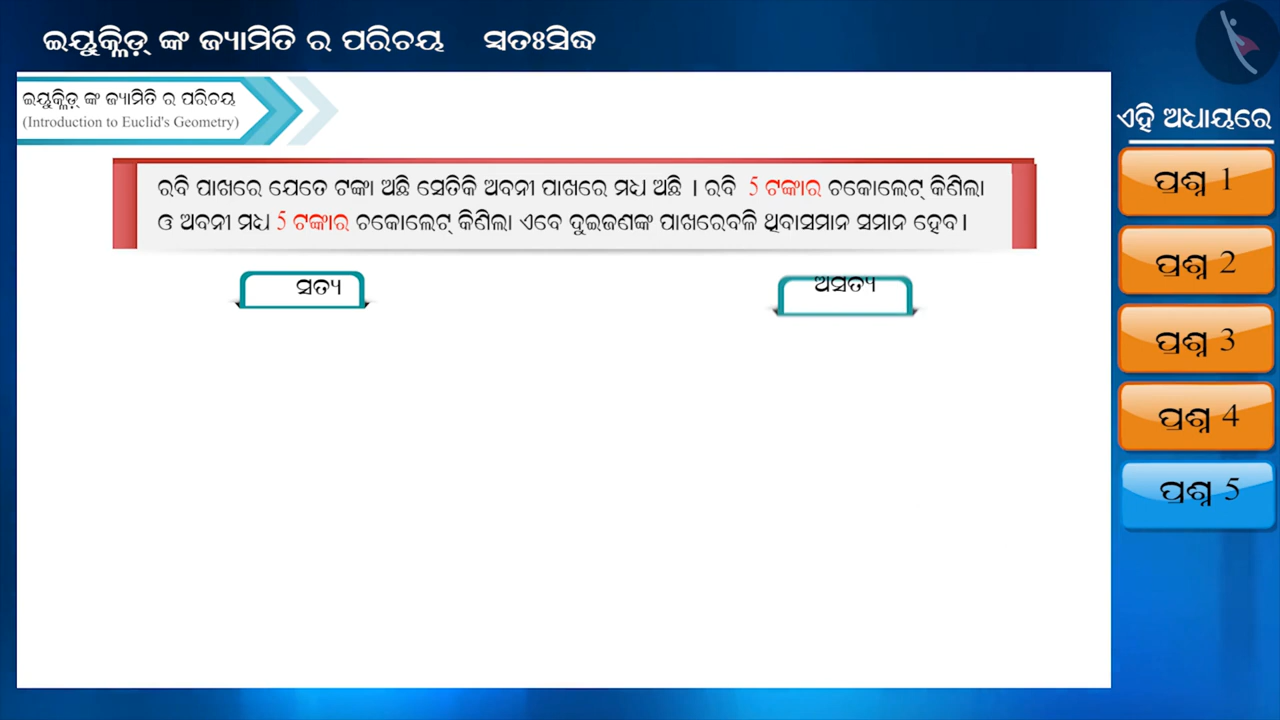 ଇୟୁକ୍ଲିଡ଼୍ ଙ୍କ ଜ୍ୟାମିତି ର ପରିଚୟ ସ୍ବତଃସିଦ୍ଧ
ଇୟୁକ୍ଲିଡ଼୍ ଙ୍କ ଜ୍ୟାମିତି ର ପରିଚୟ
(Introduction to Euclid's Geometry)
ରବି ପାଖରେ ଯେତେ ଟଙ୍କା ଅଛି ସେତିକି ଅବନୀ ପାଖରେ ମଧ୍ୟ ଅଛି । ରବି 5 ଟଙ୍କାର ଚକୋଲେଟ୍ କିଣିଲା
ଓ ଅବନୀ ମଧ୍ୟ 5 ଟଙ୍କାର ଚକୋଲେଟ୍ କିଣିଲା ଏବେ ଦୁଇଜଣଙ୍କ ପାଖରେବଳି ଥିବାସମାନ ସମାନ ହେବ।
ସତ୍ୟ
ଅସତ୍ୟ
ଏହି ଅଧ୍ୟାୟରେ
ପ୍ରଶ୍ନ 1
ପ୍ରଶ୍ନ 2
ପ୍ରଶ୍ନ 3
ପ୍ରଶ୍ନ 4
ପ୍ରଶ୍ନ 5